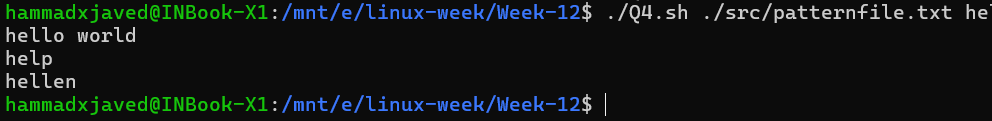 hammadxjaved@INBook-X1:/mnt/e/linux-week/Week-12$ ./Q4.sh ./src/patternfile.txt
hello world
help
hellen
hammadxjaved@INBook-X1:/mnt/e/linux-week/Week-12$